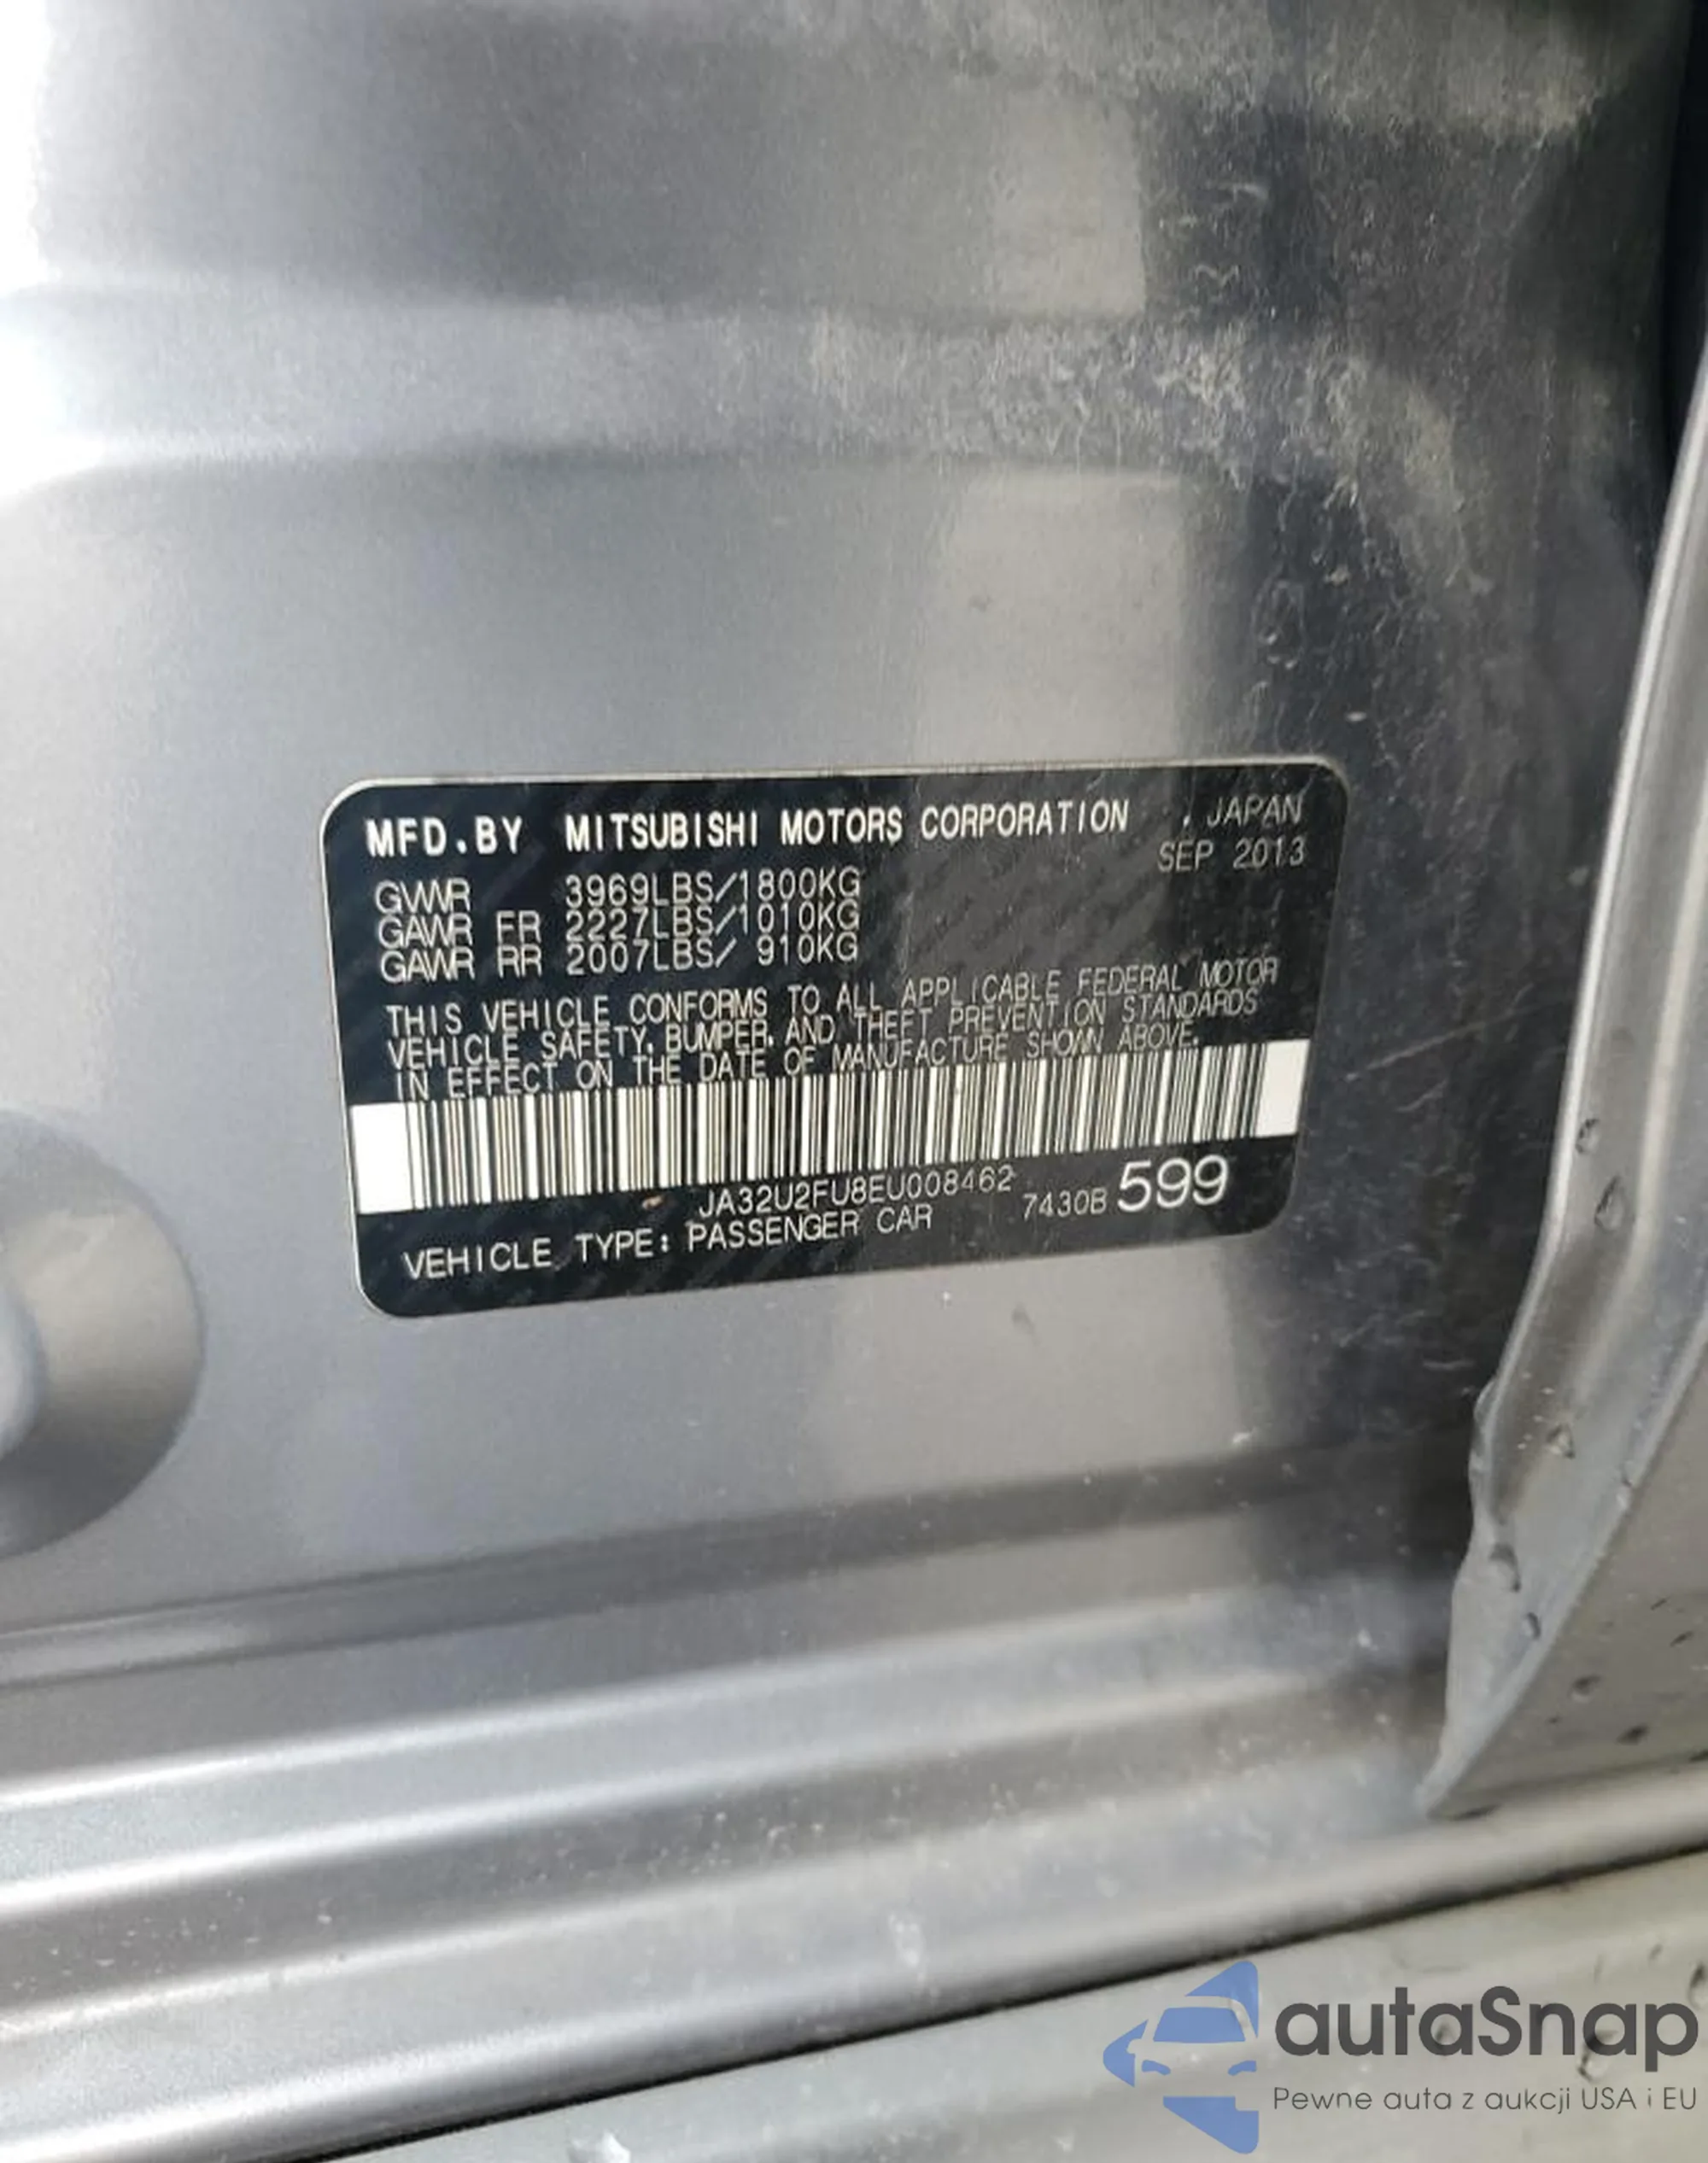 MFD.BY MITSUBISHI MOTORS CORPORATION , JAPAN
SEP 2013
GVWR 3969LBS/1800KG
GAWR FR 2227LBS/1010KG
GAWR RR 2007LBS/ 910KG
THIS VEHICLE CONFORMS TO ALL APPLICABLE FEDERAL MOTOR
VEHICLE SAFETY, BUMPER, AND THEFT PREVENTION STANDARDS
IN EFFECT ON THE DATE OF MANUFACTURE SHOWN ABOVE.
JA32U2FU8EU008462
7430B 599
VEHICLE TYPE: PASSENGER CAR
autaSnap
Pewne auta z aukcji USA i EU